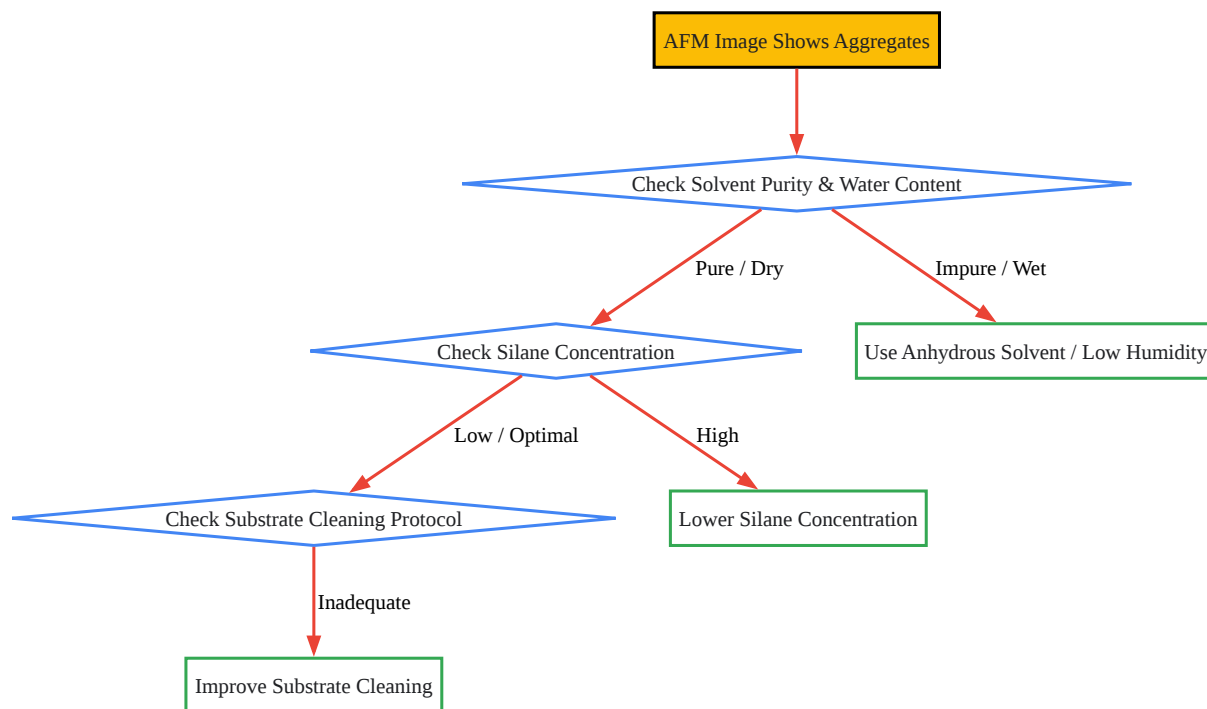 AFM Image Shows Aggregates
Check Solvent Purity & Water Content
Pure / Dry
Impure / Wet
Check Silane Concentration
Use Anhydrous Solvent / Low Humidity
Low / Optimal
High
Check Substrate Cleaning Protocol
Lower Silane Concentration
Inadequate
Improve Substrate Cleaning